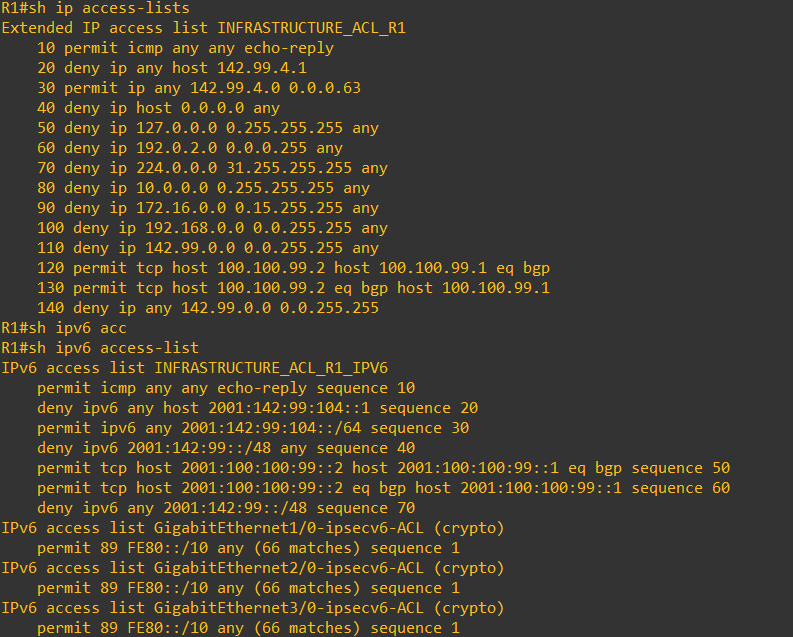 R1#sh ip access-lists
Extended IP access list INFRASTRUCTURE_ACL_R1
    10 permit icmp any any echo-reply
    20 deny ip any host 142.99.4.1
    30 permit ip any 142.99.4.0 0.0.0.63
    40 deny ip host 0.0.0.0 any
    50 deny ip 127.0.0.0 0.255.255.255 any
    60 deny ip 192.0.2.0 0.0.0.255 any
    70 deny ip 224.0.0.0 31.255.255.255 any
    80 deny ip 10.0.0.0 0.255.255.255 any
    90 deny ip 172.16.0.0 0.15.255.255 any
    100 deny ip 192.168.0.0 0.0.255.255 any
    110 deny ip 142.99.0.0 0.0.255.255 any
    120 permit tcp host 100.100.99.2 host 100.100.99.1 eq bgp
    130 permit tcp host 100.100.99.2 eq bgp host 100.100.99.1
    140 deny ip any 142.99.0.0 0.0.255.255
R1#sh ipv6 acc
R1#sh ipv6 access-list
IPv6 access list INFRASTRUCTURE_ACL_R1_IPV6
    permit icmp any any echo-reply sequence 10
    deny ipv6 any host 2001:142:99:104::1 sequence 20
    permit ipv6 any 2001:142:99:104::/64 sequence 30
    deny ipv6 2001:142:99::/48 any sequence 40
    permit tcp host 2001:100:100:99::2 host 2001:100:100:99::1 eq bgp sequence 50
    permit tcp host 2001:100:100:99::2 eq bgp host 2001:100:100:99::1 sequence 60
    deny ipv6 any 2001:142:99::/48 sequence 70
IPv6 access list GigabitEthernet1/0-ipsecv6-ACL (crypto)
    permit 89 FE80::/10 any (66 matches) sequence 1
IPv6 access list GigabitEthernet2/0-ipsecv6-ACL (crypto)
    permit 89 FE80::/10 any (66 matches) sequence 1
IPv6 access list GigabitEthernet3/0-ipsecv6-ACL (crypto)
    permit 89 FE80::/10 any (66 matches) sequence 1